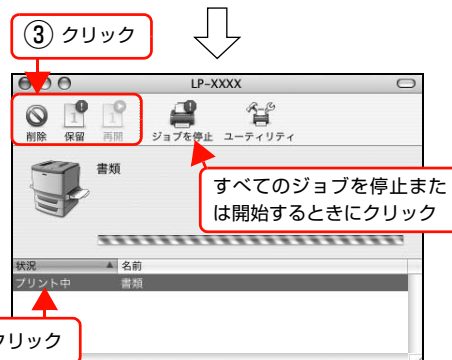 ③ クリック
LP-XXXX
削除 保留 再開 ジョブを停止 ユーティリティ
書類
すべてのジョブを停止また
は開始するときにクリック
状況 名前
プリント中 書類
クリック